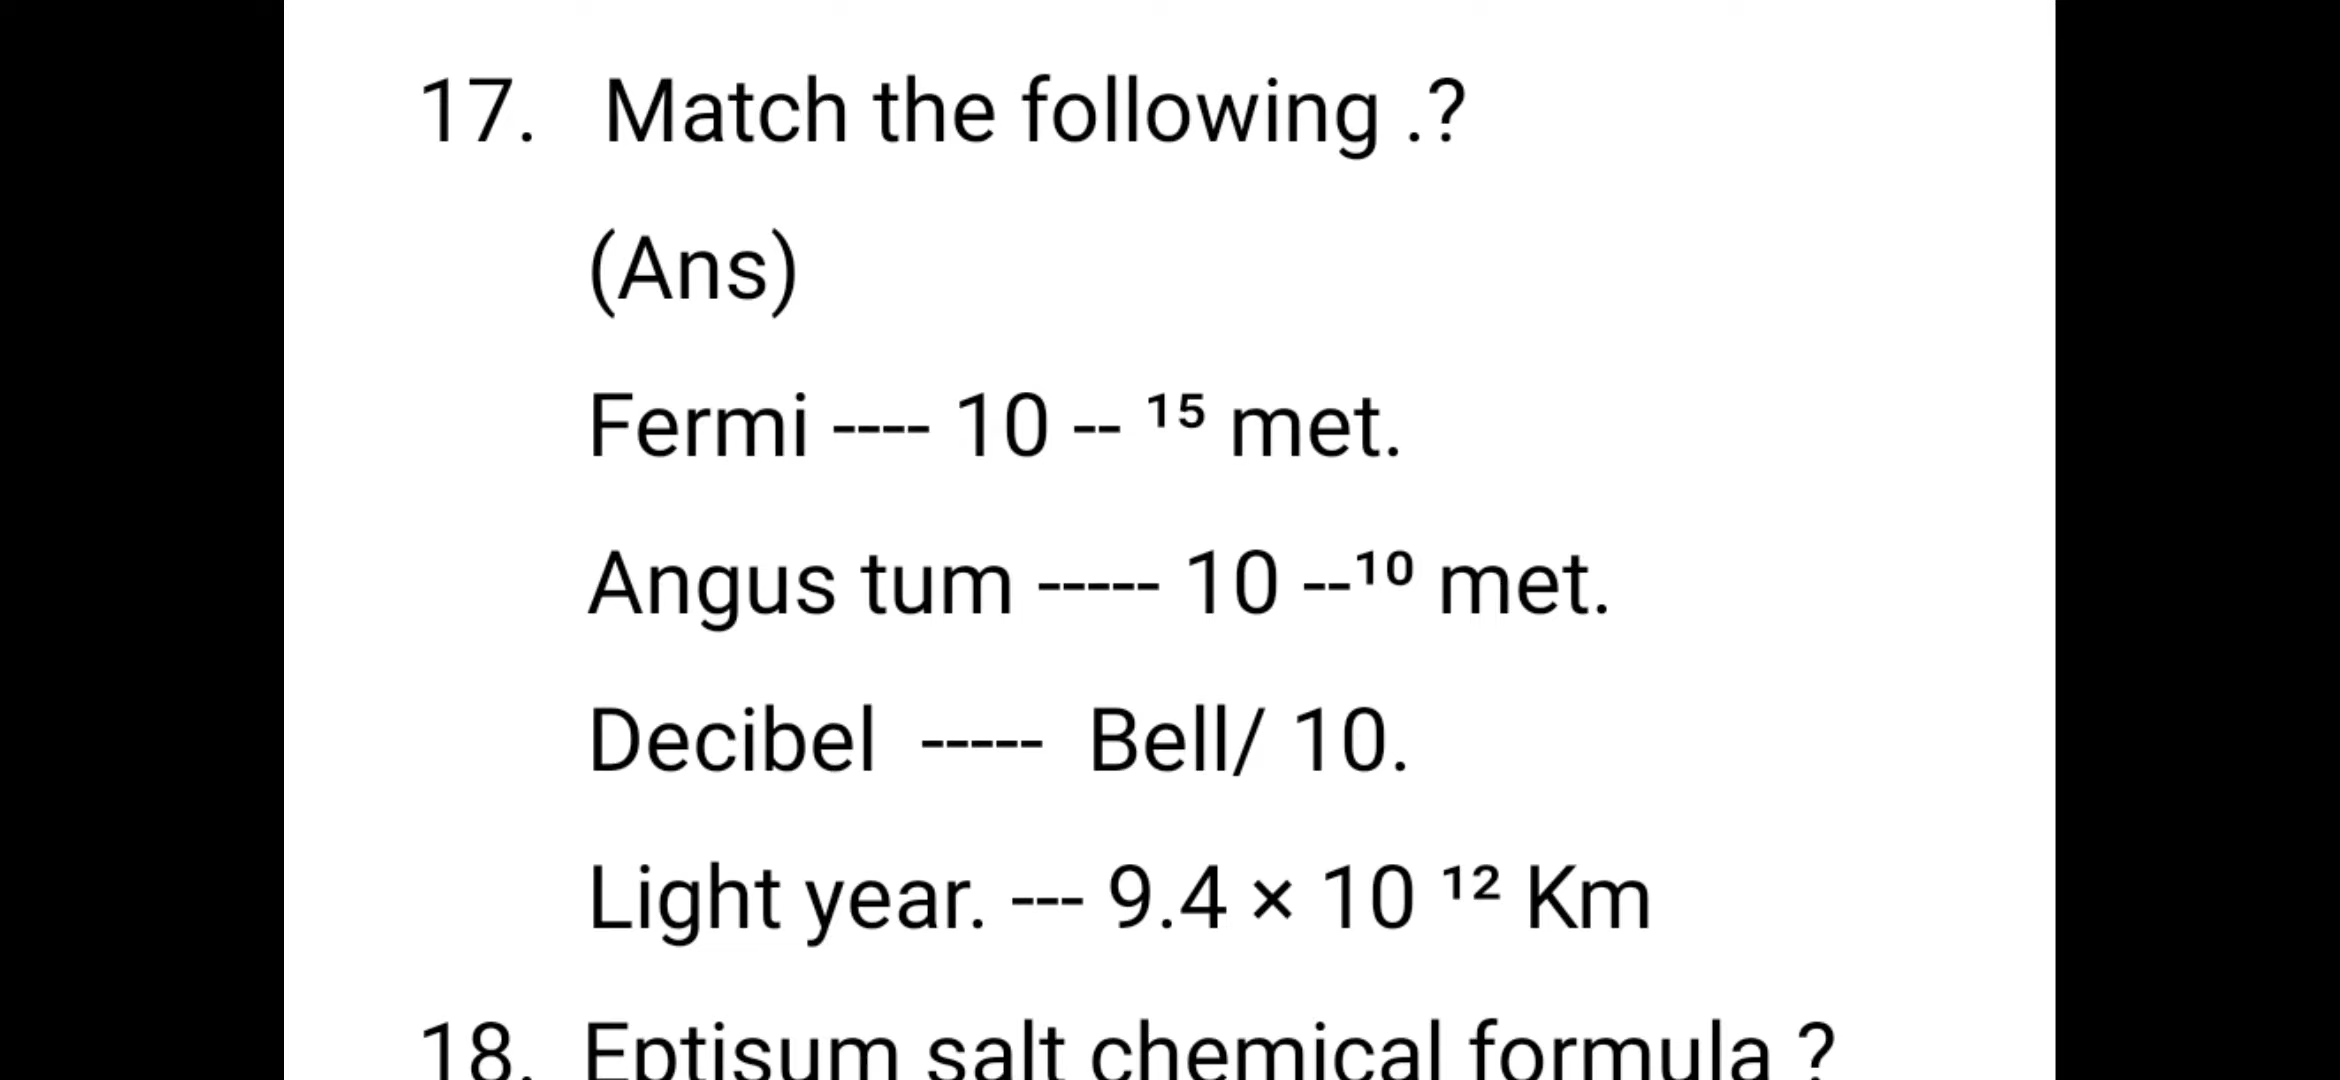 17. Match the following .?
(Ans)
Fermi ---- 10 -- ¹⁵ met.
Angus tum ----- 10 --¹⁰ met.
Decibel ----- Bell/ 10.
Light year. --- 9.4 × 10 ¹² Km
18. Eptisum salt chemical formula ?